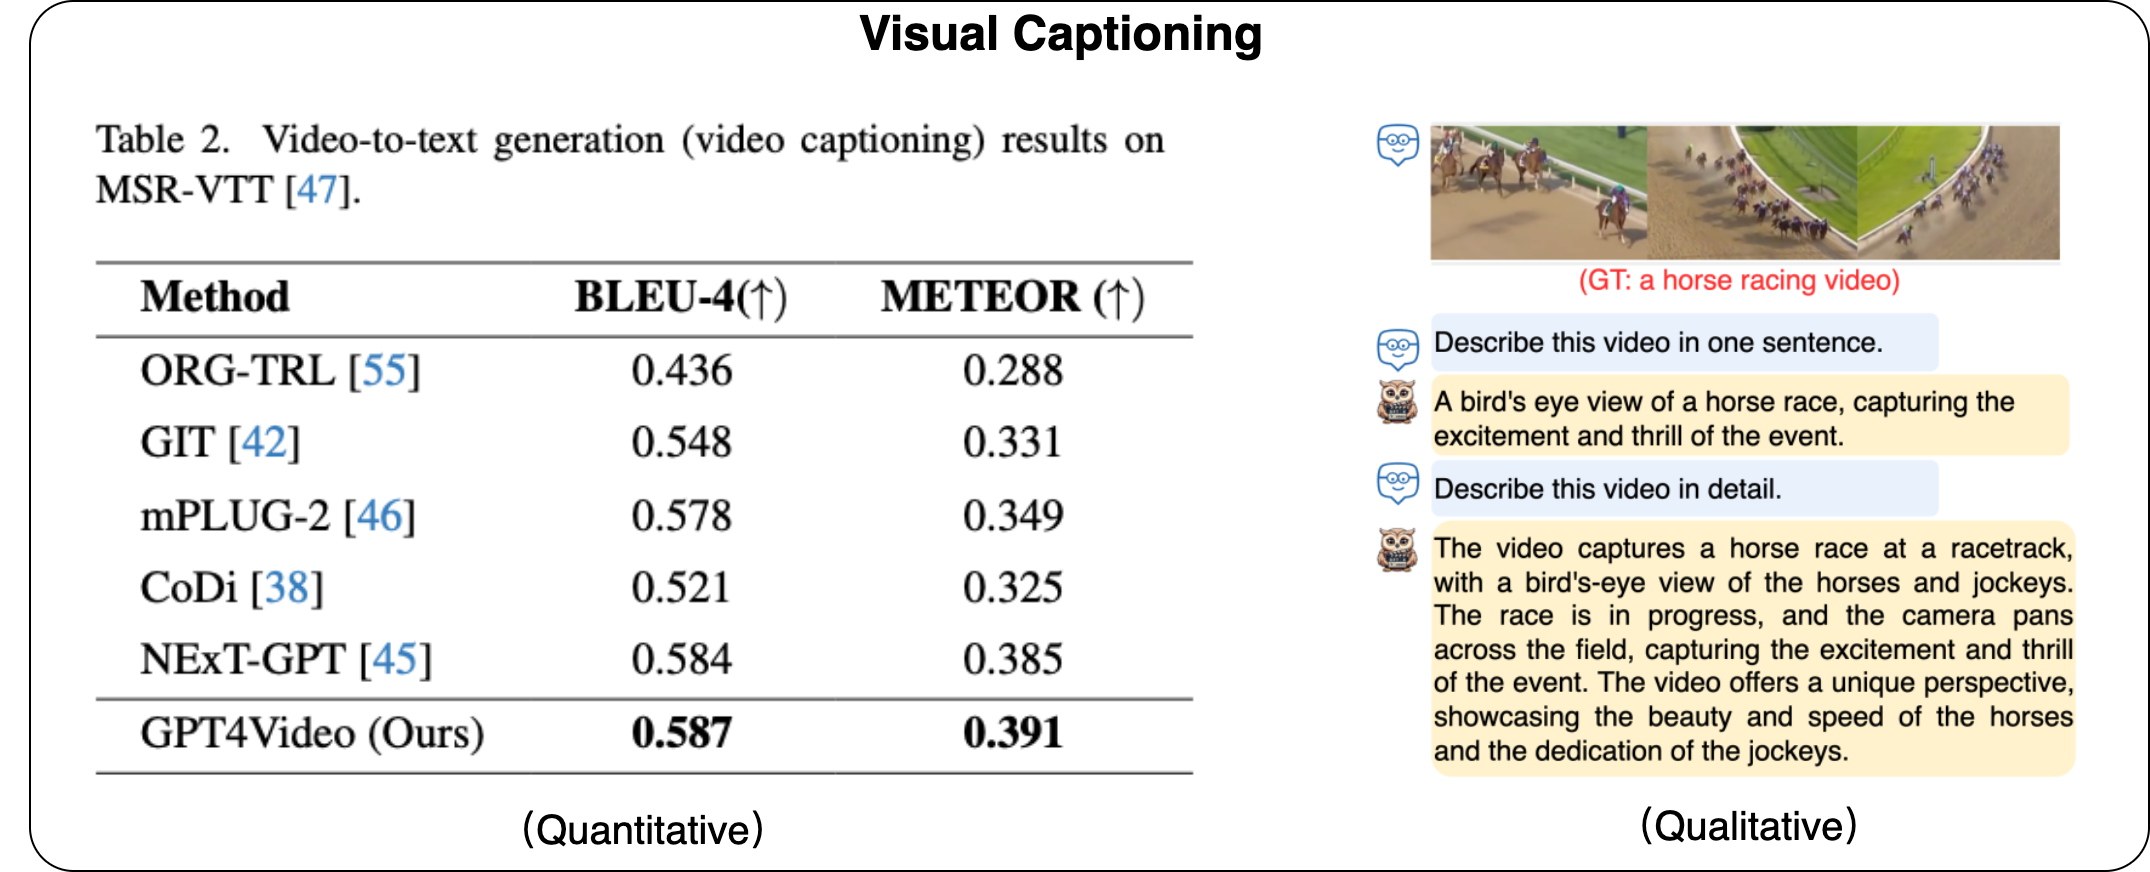 Visual Captioning
Table 2. Video-to-text generation (video captioning) results on
MSR-VTT [47].
Method BLEU-4(↑) METEOR (↑)
ORG-TRL [55] 0.436 0.288
GIT [42] 0.548 0.331
mPLUG-2 [46] 0.578 0.349
CoDi [38] 0.521 0.325
NExT-GPT [45] 0.584 0.385
GPT4Video (Ours) 0.587 0.391
(Quantitative)
(GT: a horse racing video)
Describe this video in one sentence.
A bird's eye view of a horse race, capturing the
excitement and thrill of the event.
Describe this video in detail.
The video captures a horse race at a racetrack,
with a bird's-eye view of the horses and jockeys.
The race is in progress, and the camera pans
across the field, capturing the excitement and thrill
of the event. The video offers a unique perspective,
showcasing the beauty and speed of the horses
and the dedication of the jockeys.
(Qualitative)